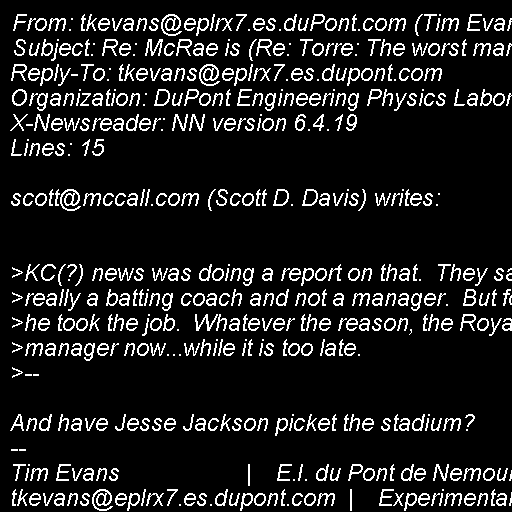 From: tkevans@eplrx7.es.duPont.com (Tim Evan
Subject: Re: McRae is (Re: Torre: The worst mar
Reply-To: tkevans@eplrx7.es.dupont.com
Organization: DuPont Engineering Physics Labor
X-Newsreader: NN version 6.4.19
Lines: 15
scott@mccall.com (Scott D. Davis) writes:
>KC(?) news was doing a report on that.  They sa
>really a batting coach and not a manager.  But fo
>he took the job.  Whatever the reason, the Roya
>manager now...while it is too late.
>--
And have Jesse Jackson picket the stadium?
--
Tim Evans                     |    E.I. du Pont de Nemour
tkevans@eplrx7.es.dupont.com  |    Experimental